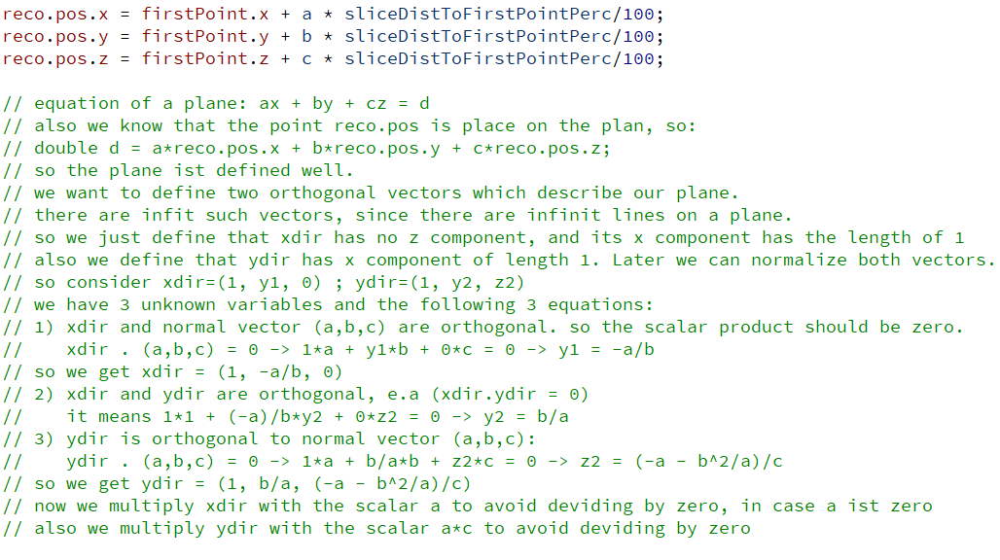 reco.pos.x = firstPoint.x + a * sliceDistToFirstPointPerc/100;
reco.pos.y = firstPoint.y + b * sliceDistToFirstPointPerc/100;
reco.pos.z = firstPoint.z + c * sliceDistToFirstPointPerc/100;
// equation of a plane: ax + by + cz = d
// also we know that the point reco.pos is place on the plan, so:
// double d = a*reco.pos.x + b*reco.pos.y + c*reco.pos.z;
// so the plane ist defined well.
// we want to define two orthogonal vectors which describe our plane.
// there are infit such vectors, since there are infinit lines on a plane.
// so we just define that xdir has no z component, and its x component has the length of 1
// also we define that ydir has x component of length 1. Later we can normalize both vectors.
// so consider xdir=(1, y1, 0) ; ydir=(1, y2, z2)
// we have 3 unknown variables and the following 3 equations:
// 1) xdir and normal vector (a,b,c) are orthogonal. so the scalar product should be zero.
//    xdir . (a,b,c) = 0 -> 1*a + y1*b + 0*c = 0 -> y1 = -a/b
// so we get xdir = (1, -a/b, 0)
// 2) xdir and ydir are orthogonal, e.a (xdir.ydir = 0)
//    it means 1*1 + (-a)/b*y2 + 0*z2 = 0 -> y2 = b/a
// 3) ydir is orthogonal to normal vector (a,b,c):
//    ydir . (a,b,c) = 0 -> 1*a + b/a*b + z2*c = 0 -> z2 = (-a - b^2/a)/c
// so we get ydir = (1, b/a, (-a - b^2/a)/c)
// now we multiply xdir with the scalar a to avoid deviding by zero, in case a ist zero
// also we multiply ydir with the scalar a*c to avoid deviding by zero